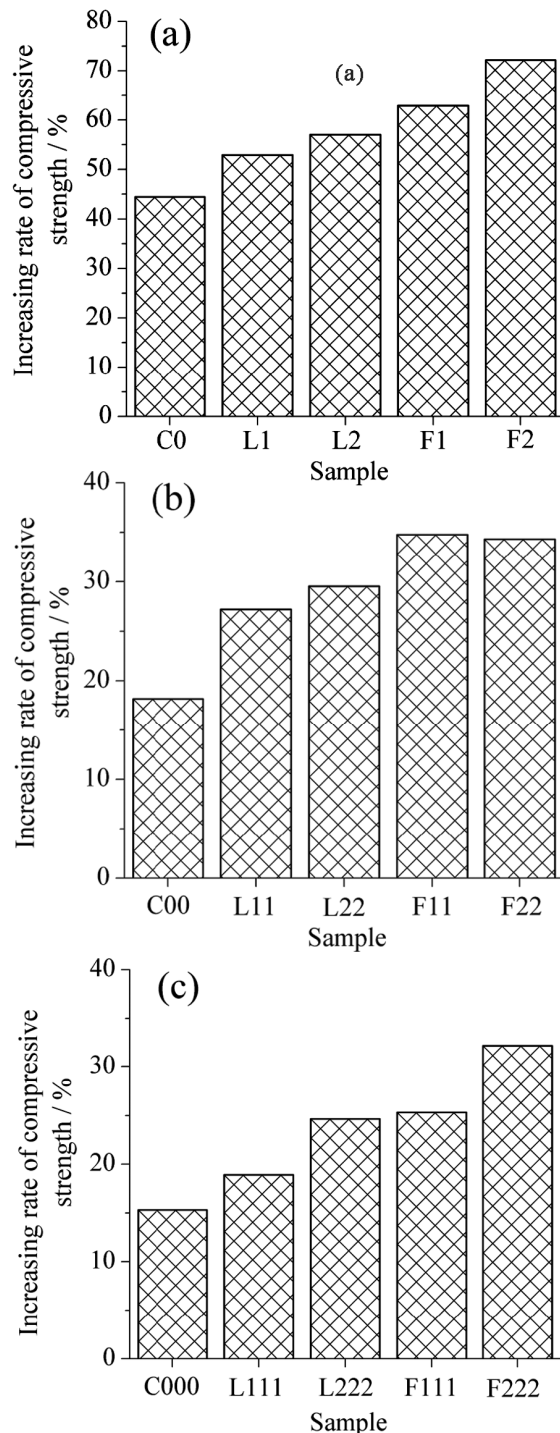 (a)
(a)
Increasing rate of compressive
strength / %
80
70
60
50
40
30
20
10
0
C0 L1 L2 F1 F2
Sample
(b)
Increasing rate of compressive
strength / %
40
30
20
10
0
C00 L11 L22 F11 F22
Sample
(c)
Increasing rate of compressive
strength / %
40
30
20
10
0
C000 L111 L222 F111 F222
Sample